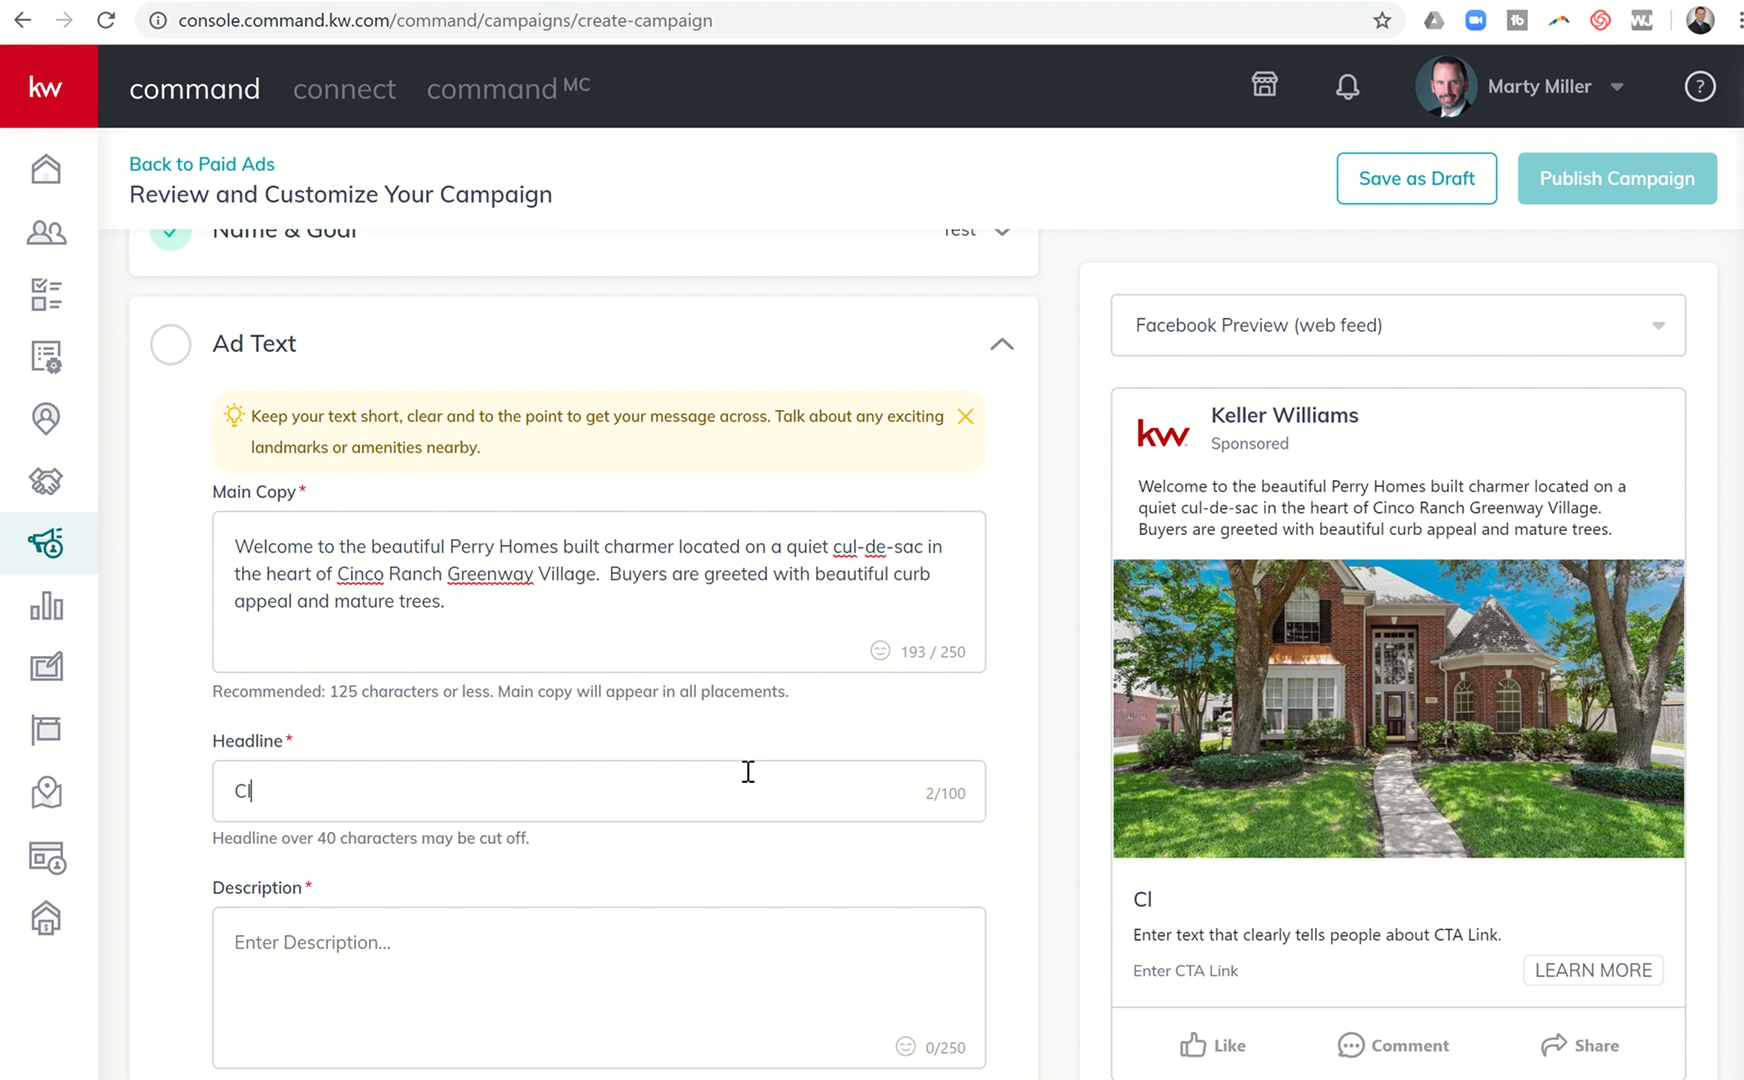 console.command.kw.com/command/campaigns/create-campaign
kw
command connect command MC
Marty Miller
?
Back to Paid Ads
Review and Customize Your Campaign
Save as Draft
Publish Campaign
Name & Goal
Test
Ad Text
Keep your text short, clear and to the point to get your message across. Talk about any exciting
landmarks or amenities nearby.
Main Copy*
Welcome to the beautiful Perry Homes built charmer located on a quiet cul-de-sac in
the heart of Cinco Ranch Greenway Village. Buyers are greeted with beautiful curb
appeal and mature trees.
193 / 250
Recommended: 125 characters or less. Main copy will appear in all placements.
Headline*
Cl
2/100
Headline over 40 characters may be cut off.
Description*
Enter Description...
0/250
Facebook Preview (web feed)
kw
Keller Williams
Sponsored
Welcome to the beautiful Perry Homes built charmer located on a
quiet cul-de-sac in the heart of Cinco Ranch Greenway Village.
Buyers are greeted with beautiful curb appeal and mature trees.
Cl
Enter text that clearly tells people about CTA Link.
Enter CTA Link
LEARN MORE
Like
Comment
Share